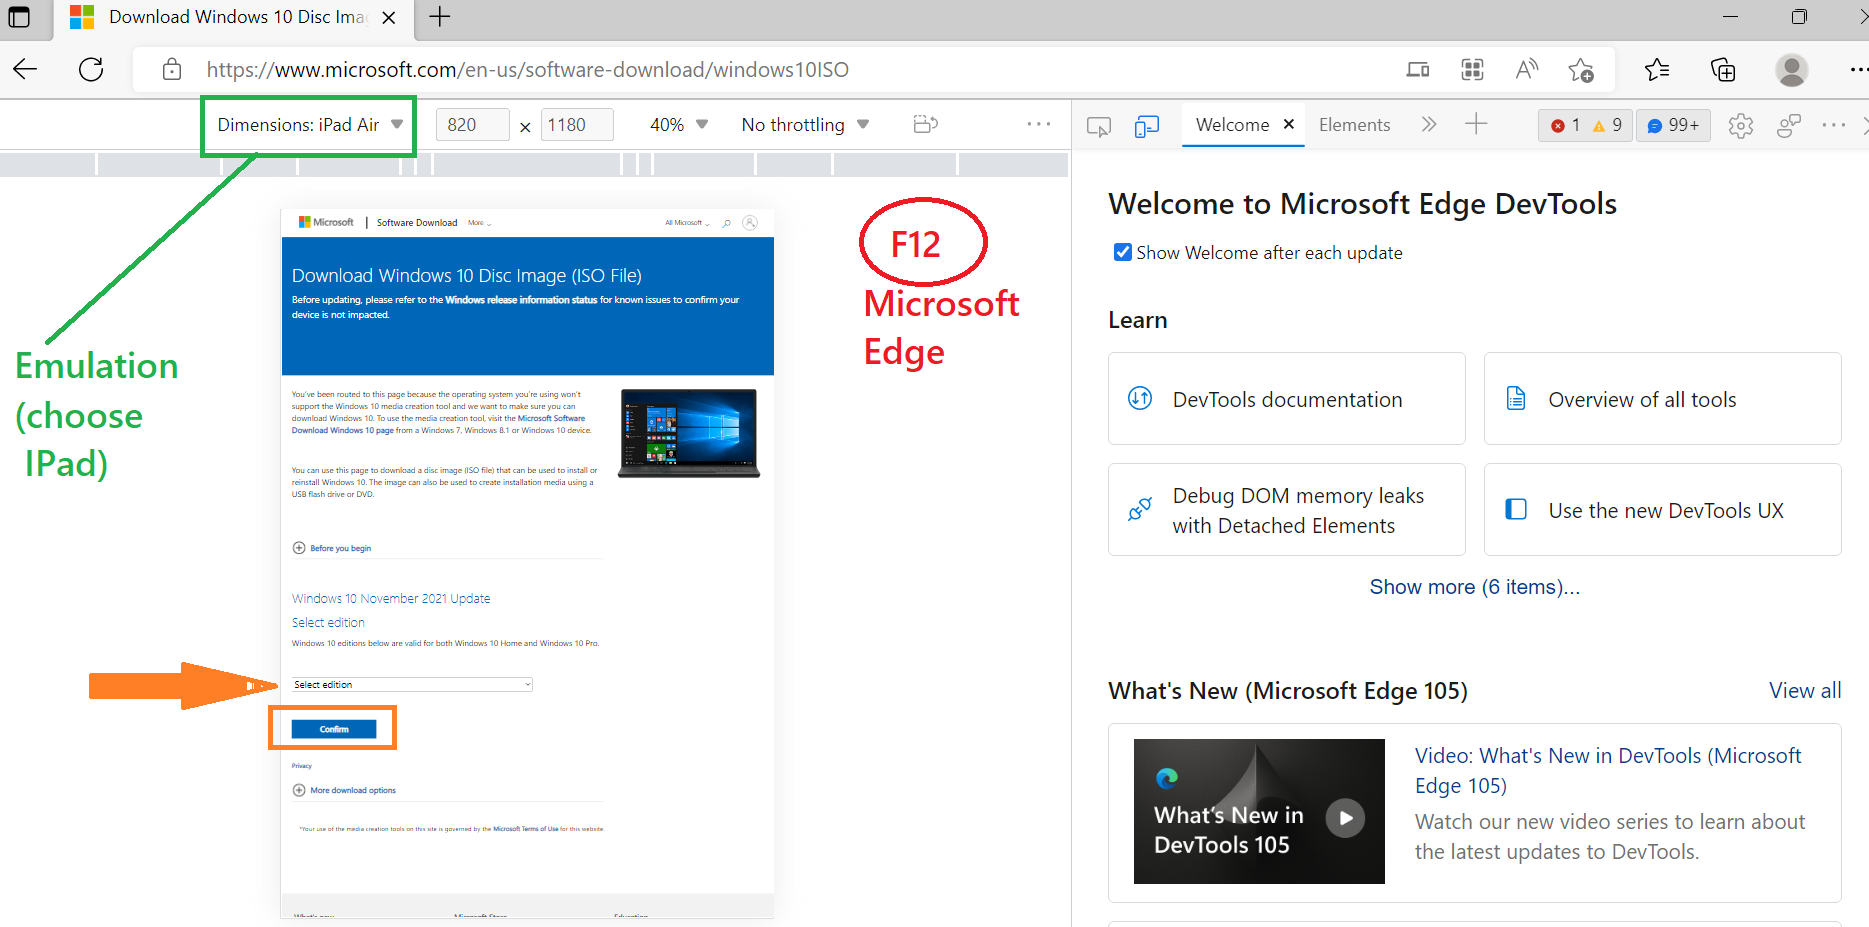 Download Windows 10 Disc Ima
https://www.microsoft.com/en-us/software-download/windows10ISO
Dimensions: iPad Air
820 × 1180
40%
No throttling
Welcome
Elements
1
9
99+
Microsoft
Software Download
More
All Microsoft
Download Windows 10 Disc Image (ISO File)
Before updating, please refer to the Windows release information status for known issues to confirm your
device is not impacted.
You've been routed to this page because the operating system you're using won't
support the Windows 10 media creation tool and we want to make sure you can
download Windows 10. To use the media creation tool, visit the Microsoft Software
Download Windows 10 page from a Windows 7, Windows 8.1 or Windows 10 device.
You can use this page to download a disc image (ISO file) that can be used to install or
reinstall Windows 10. The image can also be used to create installation media using a
USB flash drive or DVD.
Before you begin
Windows 10 November 2021 Update
Select edition
Windows 10 editions below are valid for both Windows 10 Home and Windows 10 Pro.
Select edition
Confirm
Privacy
More download options
*Your use of the media creation tools on this site is governed by the Microsoft Terms of Use for this website.
What's new
Microsoft Store
Education
Emulation
(choose
IPad)
F12
Microsoft
Edge
Welcome to Microsoft Edge DevTools
Show Welcome after each update
Learn
DevTools documentation
Overview of all tools
Debug DOM memory leaks
with Detached Elements
Use the new DevTools UX
Show more (6 items)...
What's New (Microsoft Edge 105)
View all
What's New in
DevTools 105
Video: What's New in DevTools (Microsoft
Edge 105)
Watch our new video series to learn about
the latest updates to DevTools.